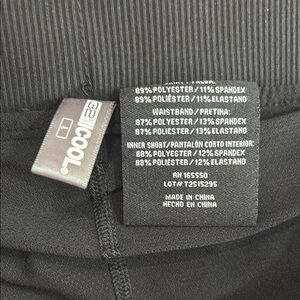 32°COOL
L
89% POLYESTER/11% SPANDEX
89% POLIÉSTER/11% ELASTANO
WAISTBAND/PRETINA:
87% POLYESTER/13% SPANDEX
87% POLIÉSTER/13% ELASTANO
INNER SHORT/PANTALÓN CORTO INTERIOR:
88% POLYESTER/12% SPANDEX
88% POLIÉSTER/12% ELASTANO
RN 165550
LOT# T2515295
MADE IN CHINA
HECHO EN CHINA